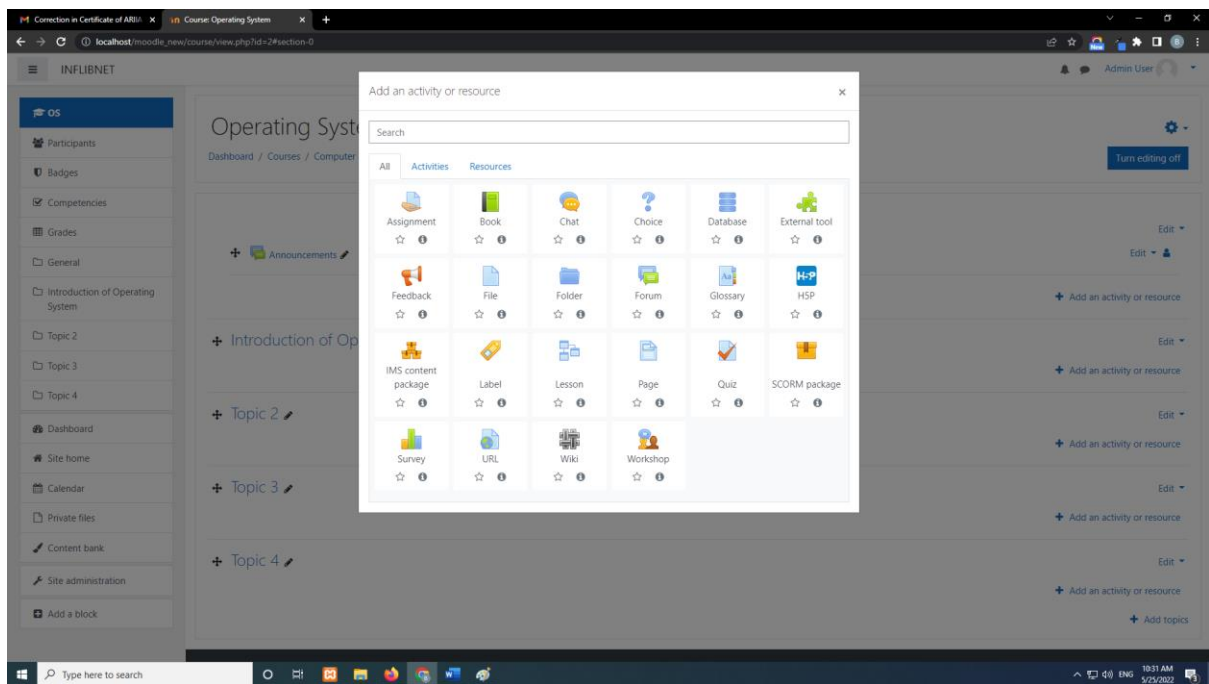 Correction in Certificate of ARII
Course: Operating System
localhost/moodle_new/course/view.php?id=2#section-0
New
B
INFLIBNET
Admin User
OS
Participants
Badges
Competencies
Grades
General
Introduction of Operating
System
Topic 2
Topic 3
Topic 4
Dashboard
Site home
Calendar
Private files
Content bank
Site administration
Add a block
Operating Syst
Dashboard / Courses / Computer
Turn editing off
Edit
Announcements
Edit
Add an activity or resource
Introduction of Op
Edit
Add an activity or resource
Topic 2
Edit
Add an activity or resource
Topic 3
Edit
Add an activity or resource
Topic 4
Edit
Add an activity or resource
Add topics
Add an activity or resource
Search
All Activities Resources
Assignment Book Chat Choice Database External tool
Feedback File Folder Forum Glossary H5P
IMS content
package Label Lesson Page Quiz SCORM package
Survey URL Wiki Workshop
Type here to search
ENG
10:31 AM
5/25/2022